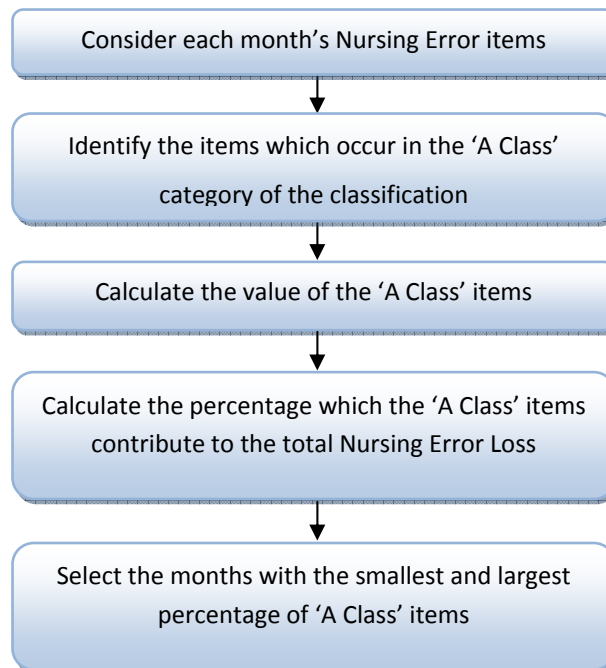 Consider each month’s Nursing Error items
Identify the items which occur in the ‘A Class’
category of the classification
Calculate the value of the ‘A Class’ items
Calculate the percentage which the ‘A Class’ items
contribute to the total Nursing Error Loss
Select the months with the smallest and largest
percentage of ‘A Class’ items